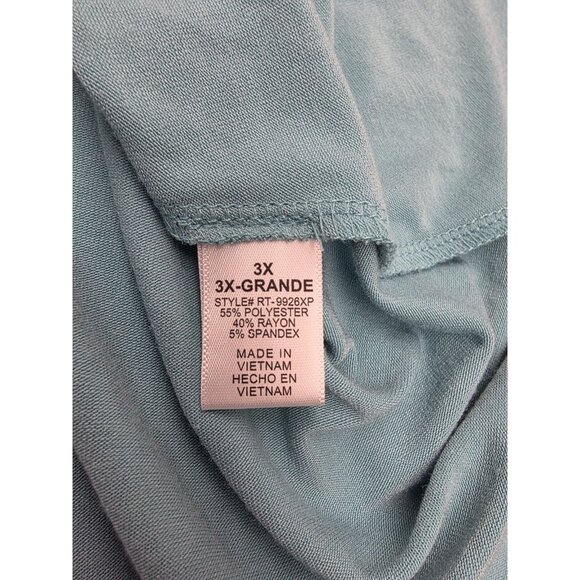 3X
3X-GRANDE
STYLE# RT-9926XP
55% POLYESTER
40% RAYON
5% SPANDEX
MADE IN
VIETNAM
HECHO EN
VIETNAM